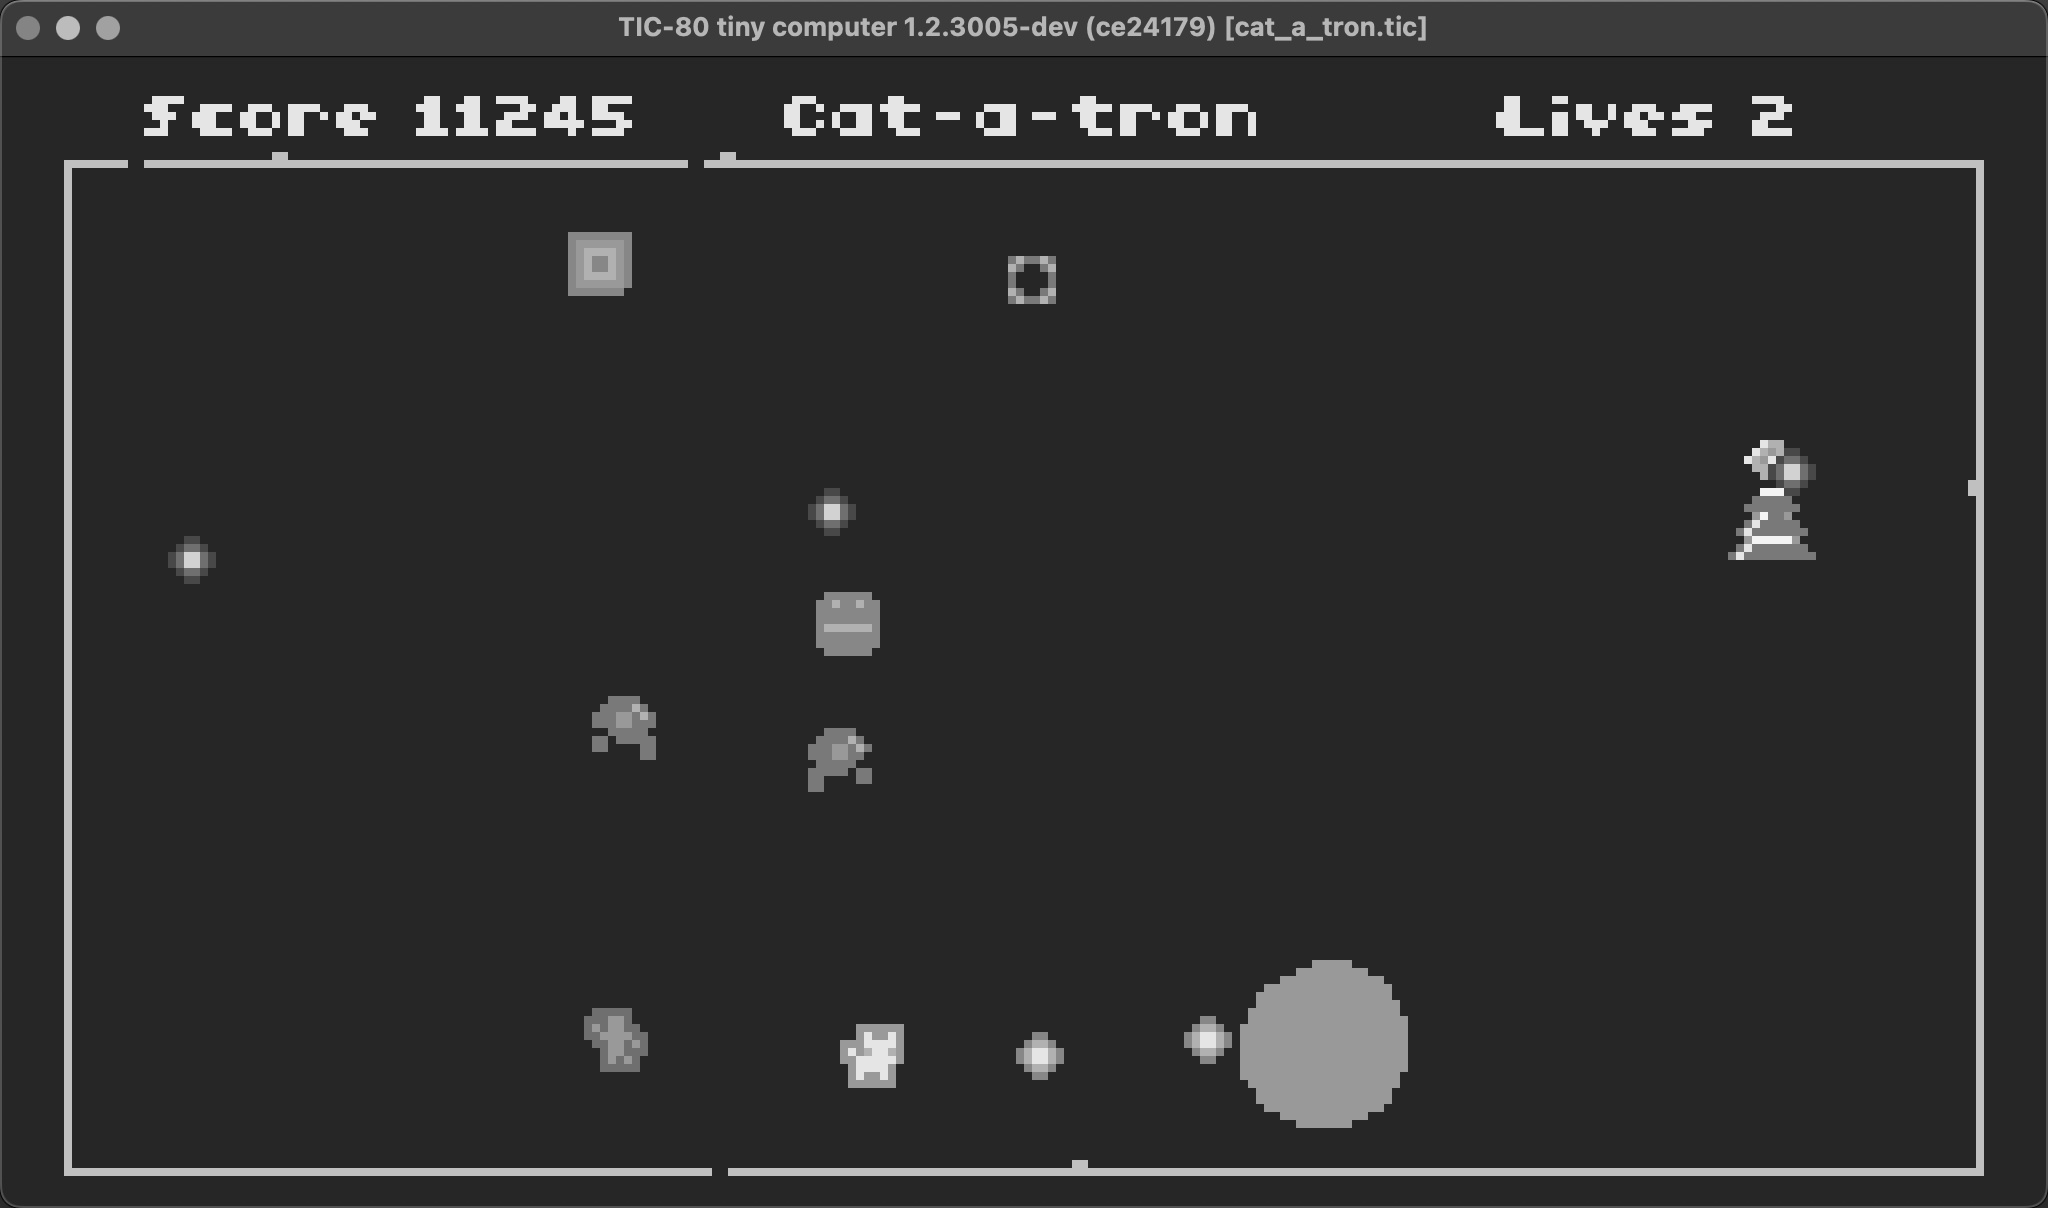 TIC-80 tiny computer 1.2.3005-dev (ce24179) [cat_a_tron.tic]
Score 11245 Cat-a-tron Lives 2